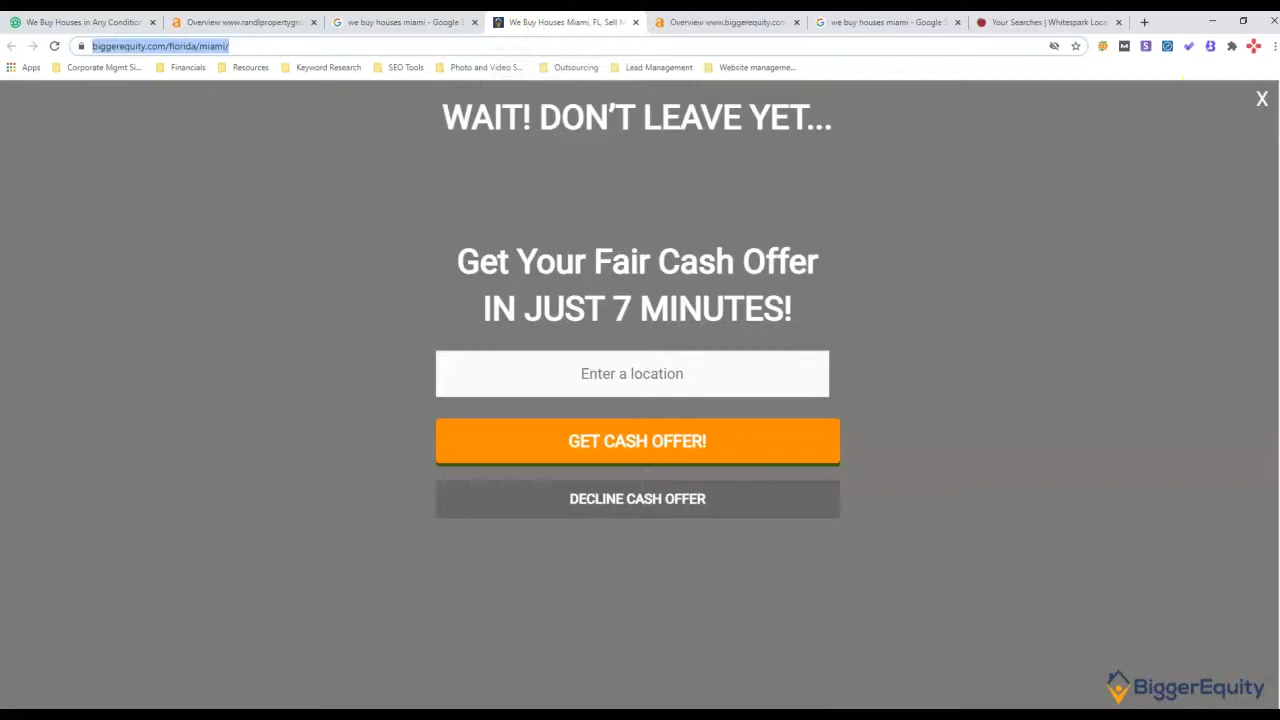 We Buy Houses in Any Condition
Overview www.randlpropertygro
we buy houses miami - Google S
We Buy Houses Miami, FL, Sell M
Overview www.biggerequity.com/
we buy houses miami - Google S
Your Searches | Whitespark Loca
biggerequity.com/florida/miami/
Apps
Corporate Mgmt Si...
Financials
Resources
Keyword Research
SEO Tools
Photo and Video S...
Outsourcing
Lead Management
Website manageme...
X
WAIT! DON'T LEAVE YET...
Get Your Fair Cash Offer
IN JUST 7 MINUTES!
Enter a location
GET CASH OFFER!
DECLINE CASH OFFER
BiggerEquity